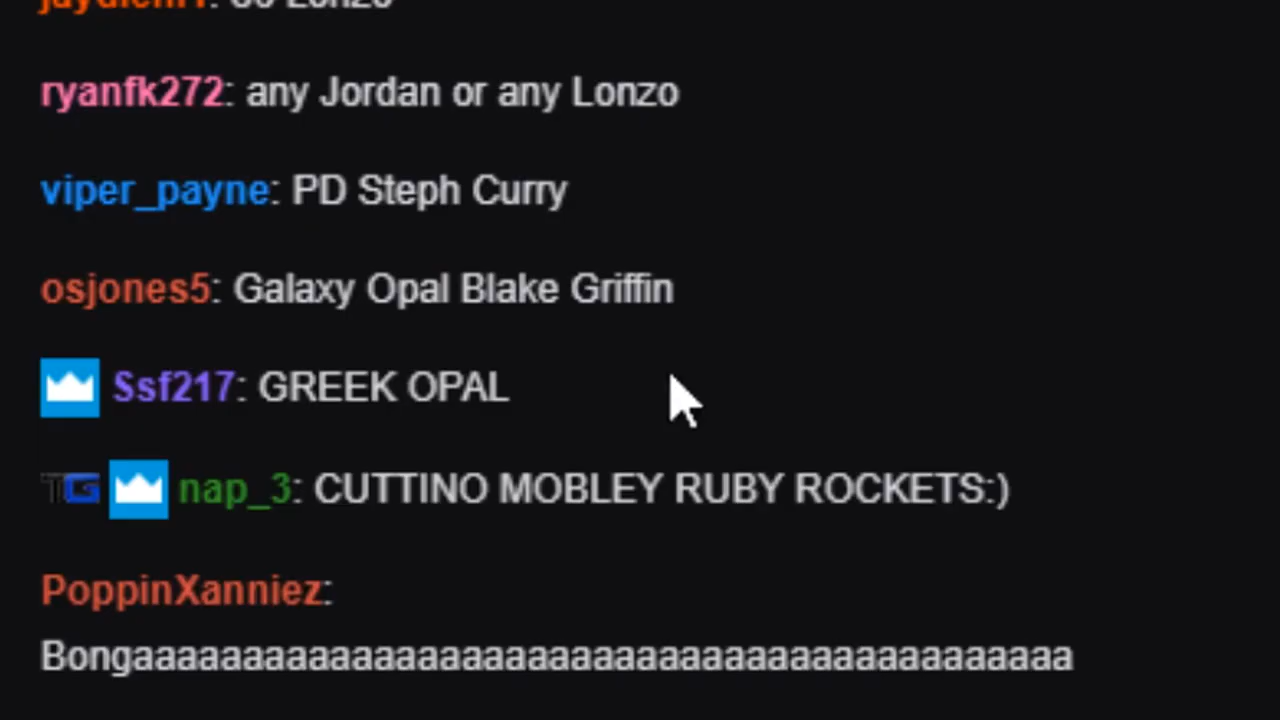 ryanfk272: any Jordan or any Lonzo
viper_payne: PD Steph Curry
osjones5: Galaxy Opal Blake Griffin
Ssf217: GREEK OPAL
TG nap_3: CUTTINO MOBLEY RUBY ROCKETS:)
PoppinXanniez:
Bongaaaaaaaaaaaaaaaaaaaaaaaaaaaaaaaaaaaaaaaaaaa